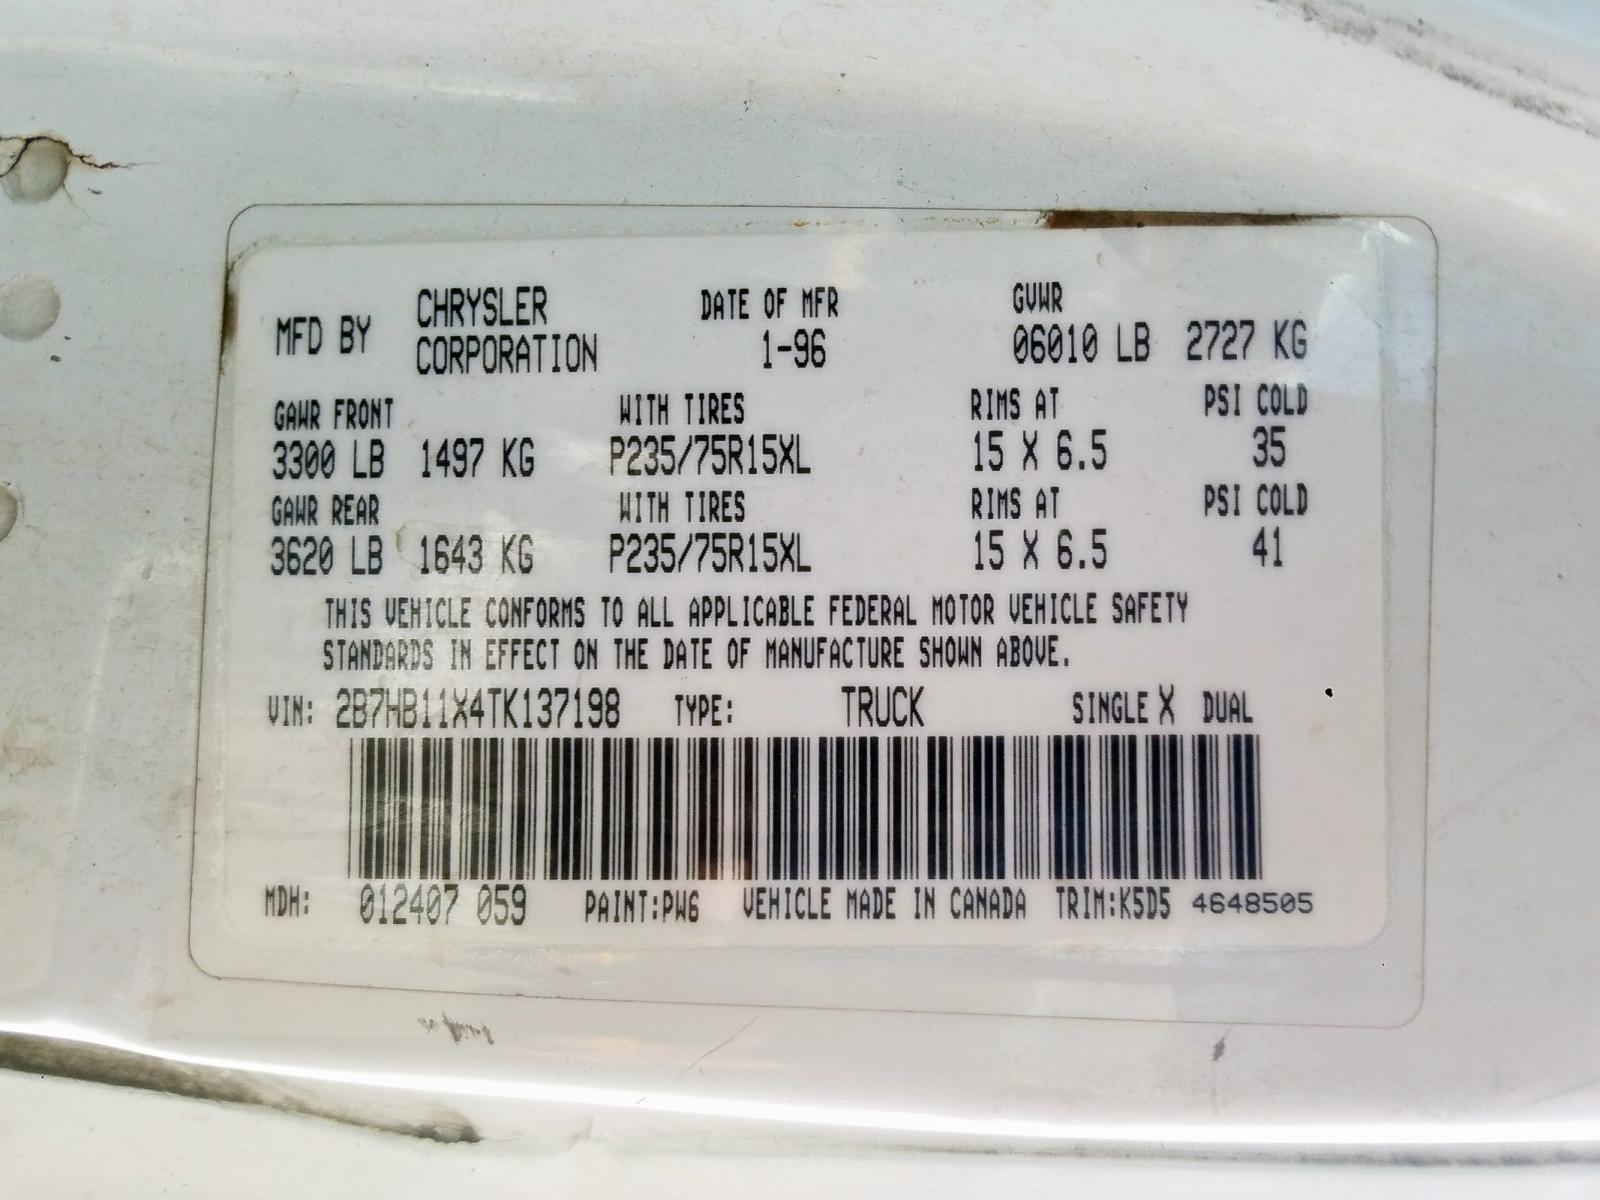 MFD BY CHRYSLER CORPORATION DATE OF MFR 1-96 GVWR 06010 LB 2727 KG
GAWR FRONT WITH TIRES RIMS AT PSI COLD
3300 LB 1497 KG P235/75R15XL 15 X 6.5 35
GAWR REAR WITH TIRES RIMS AT PSI COLD
3620 LB 1643 KG P235/75R15XL 15 X 6.5 41
THIS VEHICLE CONFORMS TO ALL APPLICABLE FEDERAL MOTOR VEHICLE SAFETY
STANDARDS IN EFFECT ON THE DATE OF MANUFACTURE SHOWN ABOVE.
VIN: 2B7HB11X4TK137198 TYPE: TRUCK SINGLE X DUAL
MDH: 012407 059 PAINT:PW6 VEHICLE MADE IN CANADA TRIM:K5D5 4648505